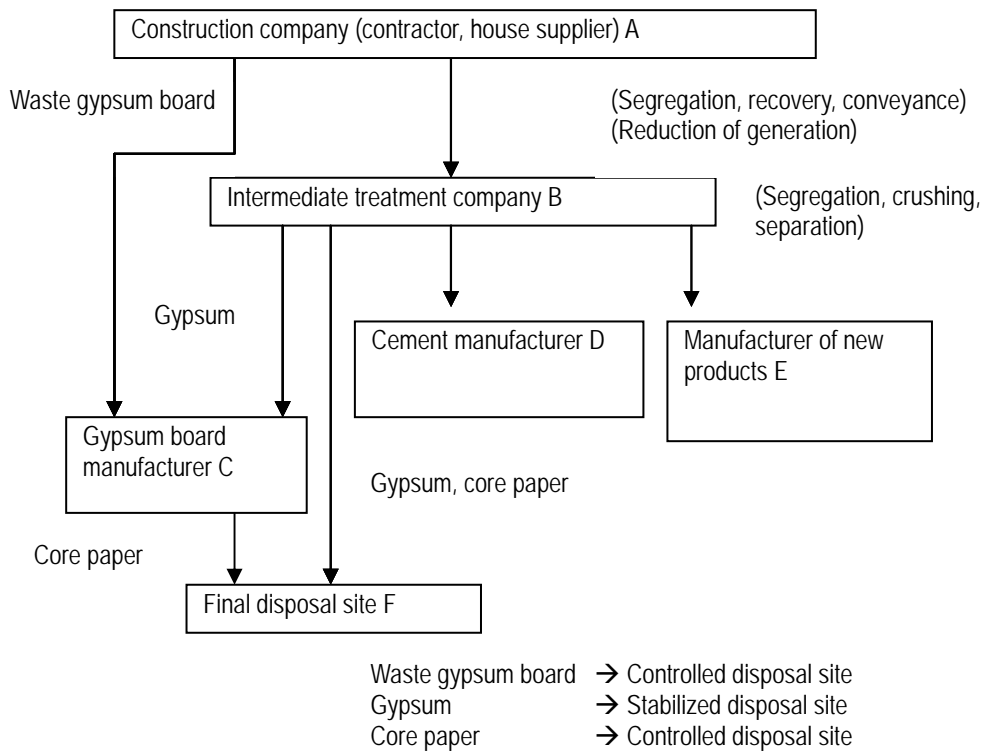 Construction company (contractor, house supplier) A
Waste gypsum board
(Segregation, recovery, conveyance)
(Reduction of generation)
Intermediate treatment company B
(Segregation, crushing,
separation)
Gypsum
Cement manufacturer D
Manufacturer of new
products E
Gypsum board
manufacturer C
Gypsum, core paper
Core paper
Final disposal site F
Waste gypsum board → Controlled disposal site
Gypsum → Stabilized disposal site
Core paper → Controlled disposal site